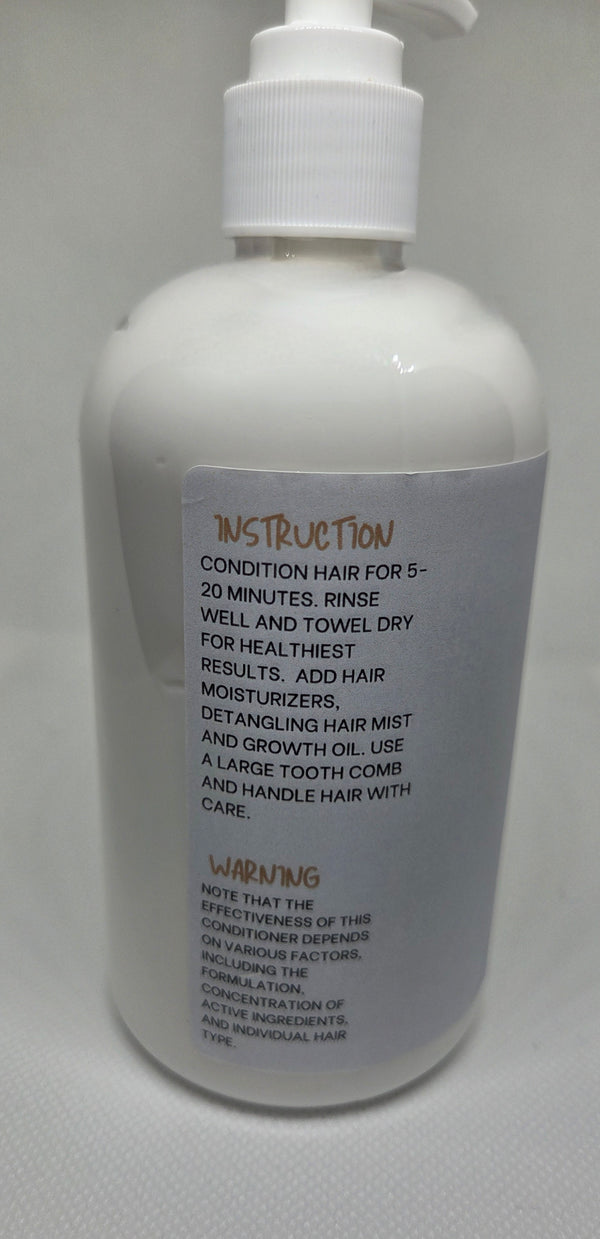 INSTRUCTION
CONDITION HAIR FOR 5-
20 MINUTES. RINSE
WELL AND TOWEL DRY
FOR HEALTHIEST
RESULTS. ADD HAIR
MOISTURIZERS,
DETANGLING HAIR MIST
AND GROWTH OIL. USE
A LARGE TOOTH COMB
AND HANDLE HAIR WITH
CARE.
WARNING
NOTE THAT THE
EFFECTIVENESS OF THIS
CONDITIONER DEPENDS
ON VARIOUS FACTORS,
INCLUDING THE
FORMULATION,
CONCENTRATION OF
ACTIVE INGREDIENTS,
AND INDIVIDUAL HAIR
TYPE.